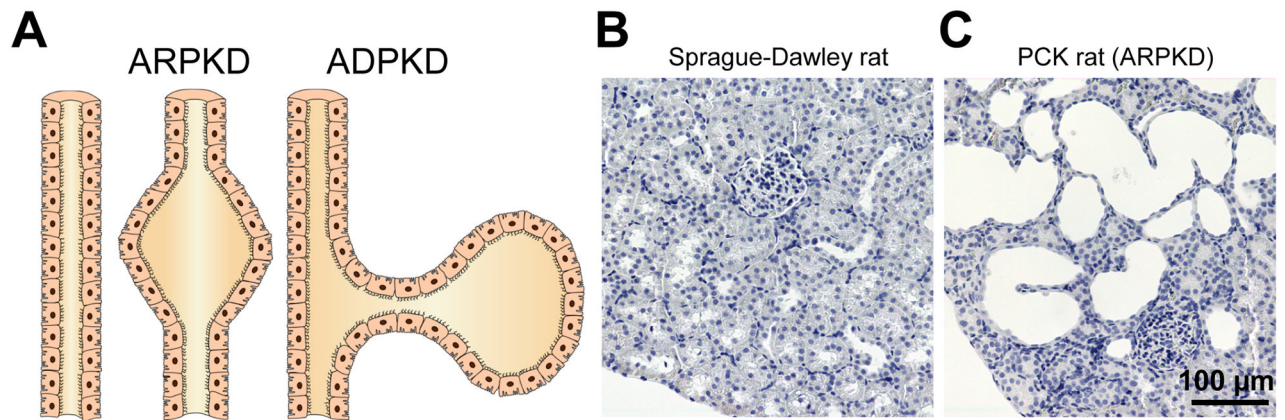 A
ARPKD
ADPKD
B
Sprague-Dawley rat
C
PCK rat (ARPKD)
100 µm